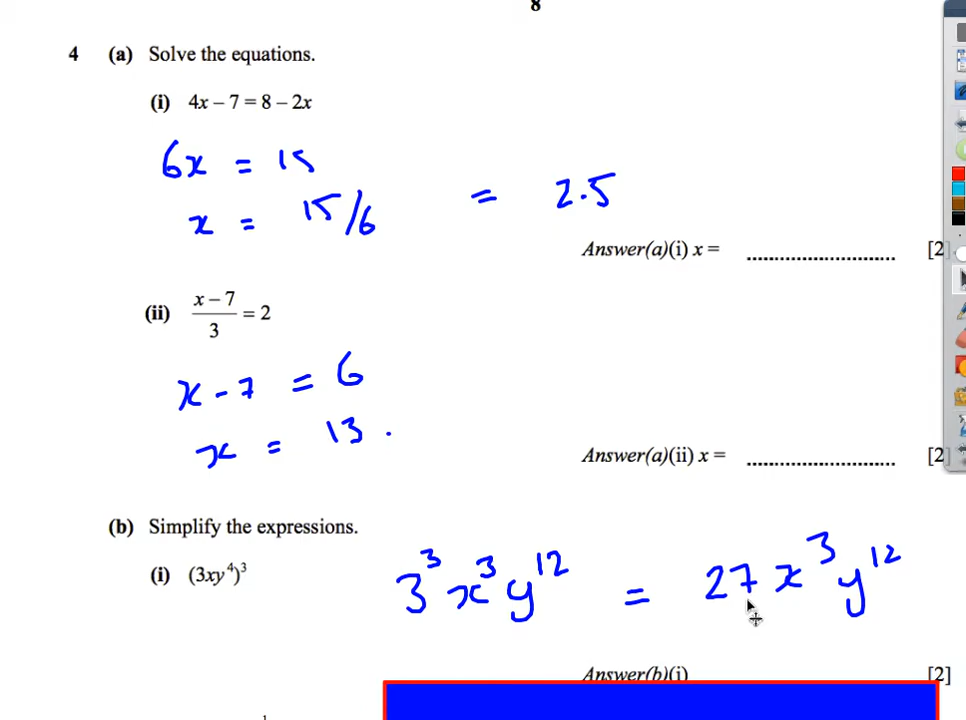 8
4 (a) Solve the equations.
(i) 4x – 7 = 8 – 2x
6x = 15
x = 15/6 = 2.5
Answer(a)(i) x = .............................. [2]
(ii) x – 7 / 3 = 2
x - 7 = 6
x = 13.
Answer(a)(ii) x = .............................. [2]
(b) Simplify the expressions.
(i) (3xy⁴)³
3³x³y¹² = 27x³y¹²
Answer(b)(i) [2]